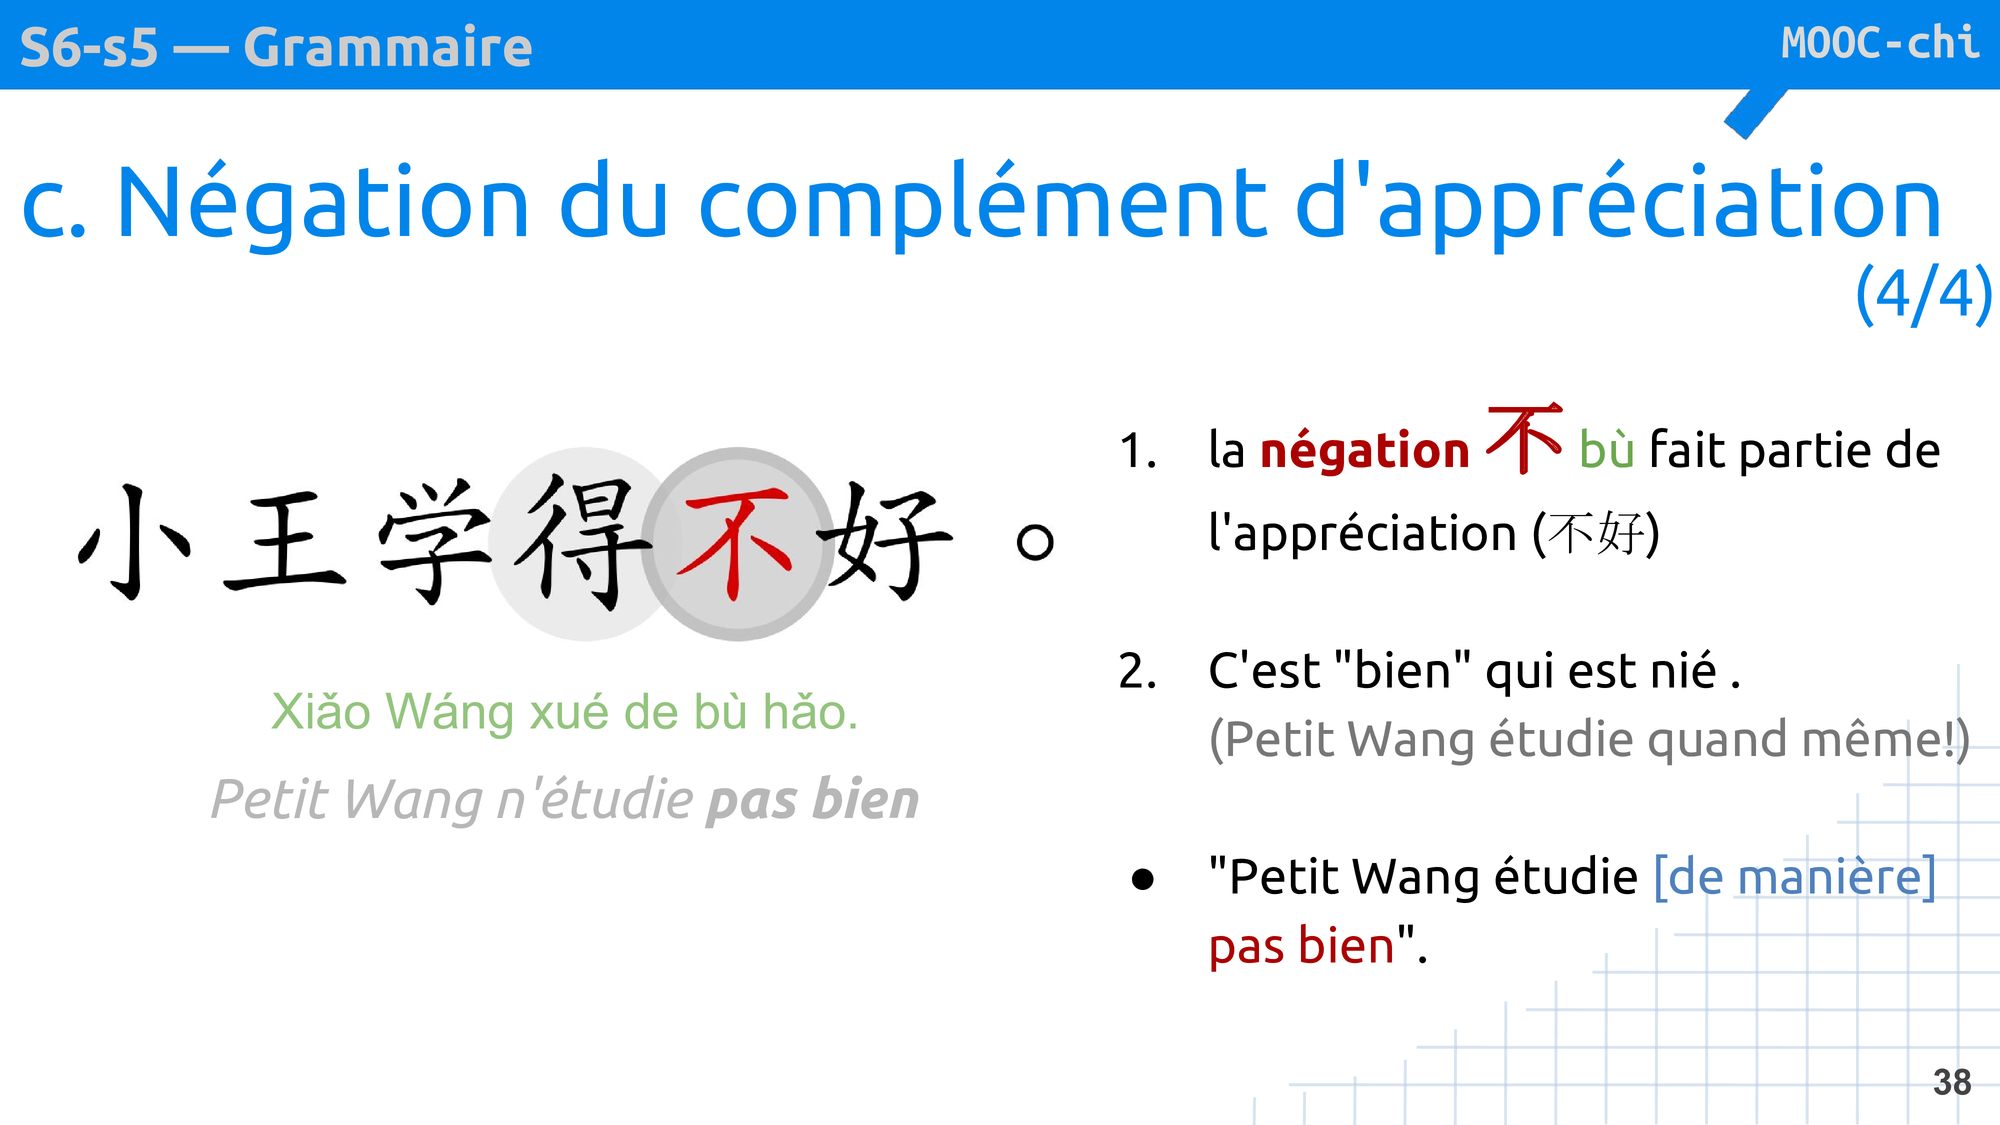 S6-s5 — Grammaire
MOOC-chi
c. Négation du complément d'appréciation
(4/4)
小王学得不好。
Xiǎo Wáng xué de bù hǎo.
Petit Wang n'étudie pas bien
1. la négation 不 bù fait partie de
l'appréciation (不好)
2. C'est "bien" qui est nié .
(Petit Wang étudie quand même!)
● "Petit Wang étudie [de manière]
pas bien".
38